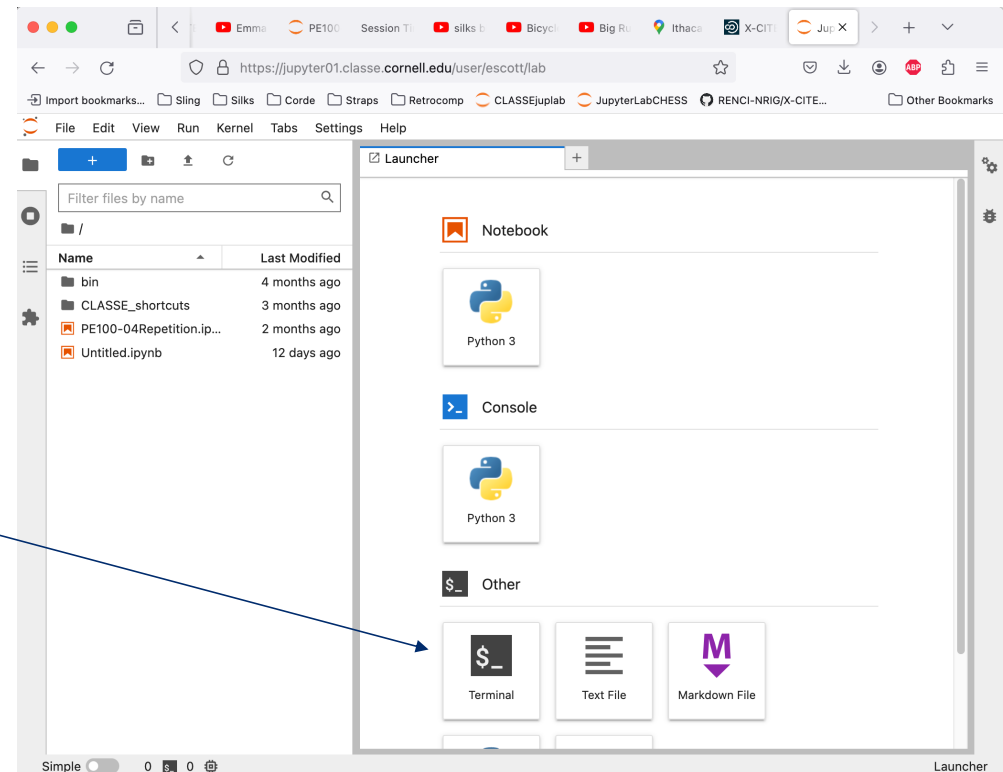 Emma PE100 Session Ti silks b Bicycl Big Ru Ithaca X-CITE Jup
https://jupyter01.classe.cornell.edu/user/escott/lab ABP
Import bookmarks... Sling Silks Corde Straps Retrocomp CLASSEjuplab JupyterLabCHESS RENCI-NRIG/X-CITE... Other Bookmarks
File Edit View Run Kernel Tabs Settings Help
Launcher
Filter files by name
/
Name Last Modified
bin 4 months ago
CLASSE_shortcuts 3 months ago
PE100-04Repetition.ip... 2 months ago
Untitled.ipynb 12 days ago
Notebook
Python 3
Console
Python 3
$_ Other
$_ M
Terminal Text File Markdown File
Simple 0 $_ 0 Launcher